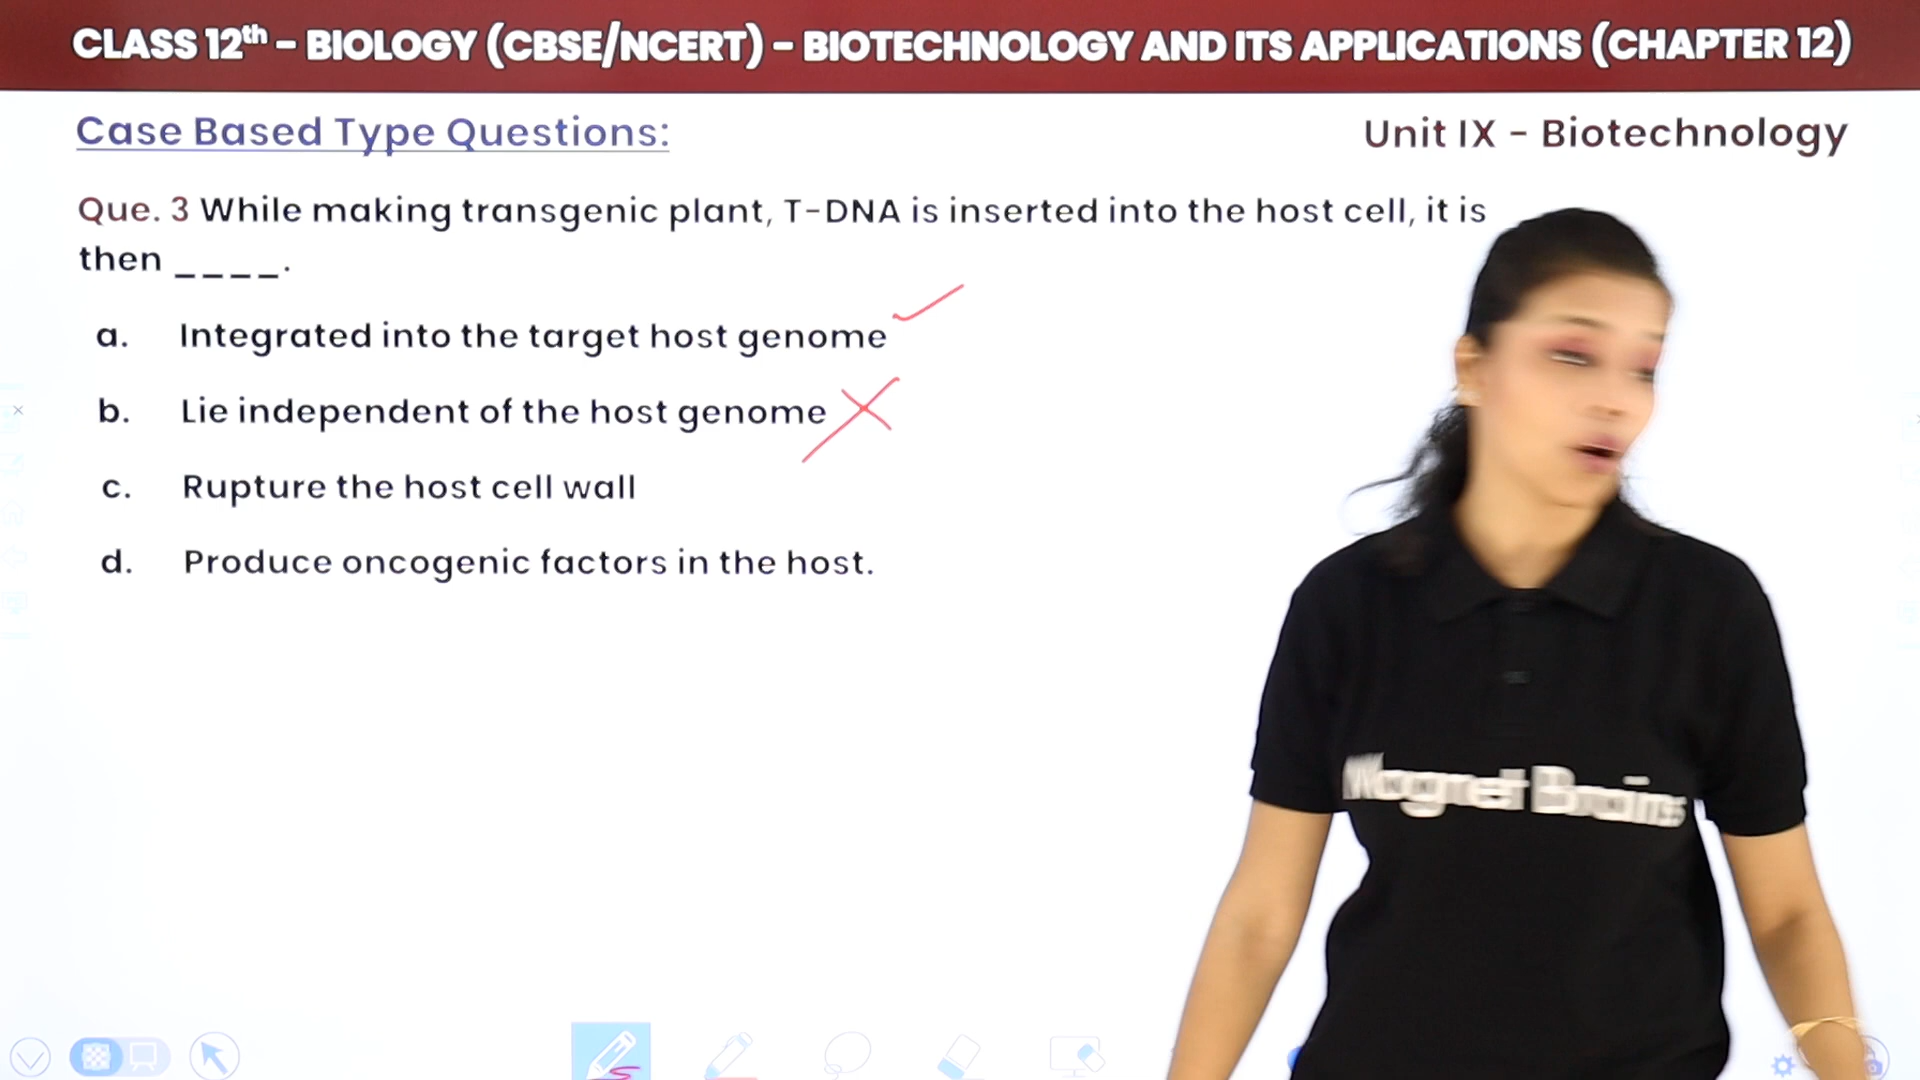 CLASS 12th – BIOLOGY (CBSE/NCERT) – BIOTECHNOLOGY AND ITS APPLICATIONS (CHAPTER 12)
Case Based Type Questions:
Unit IX – Biotechnology
Que. 3 While making transgenic plant, T-DNA is inserted into the host cell, it is
then ____.
a. Integrated into the target host genome
b. Lie independent of the host genome
c. Rupture the host cell wall
d. Produce oncogenic factors in the host.
Magnet Brains